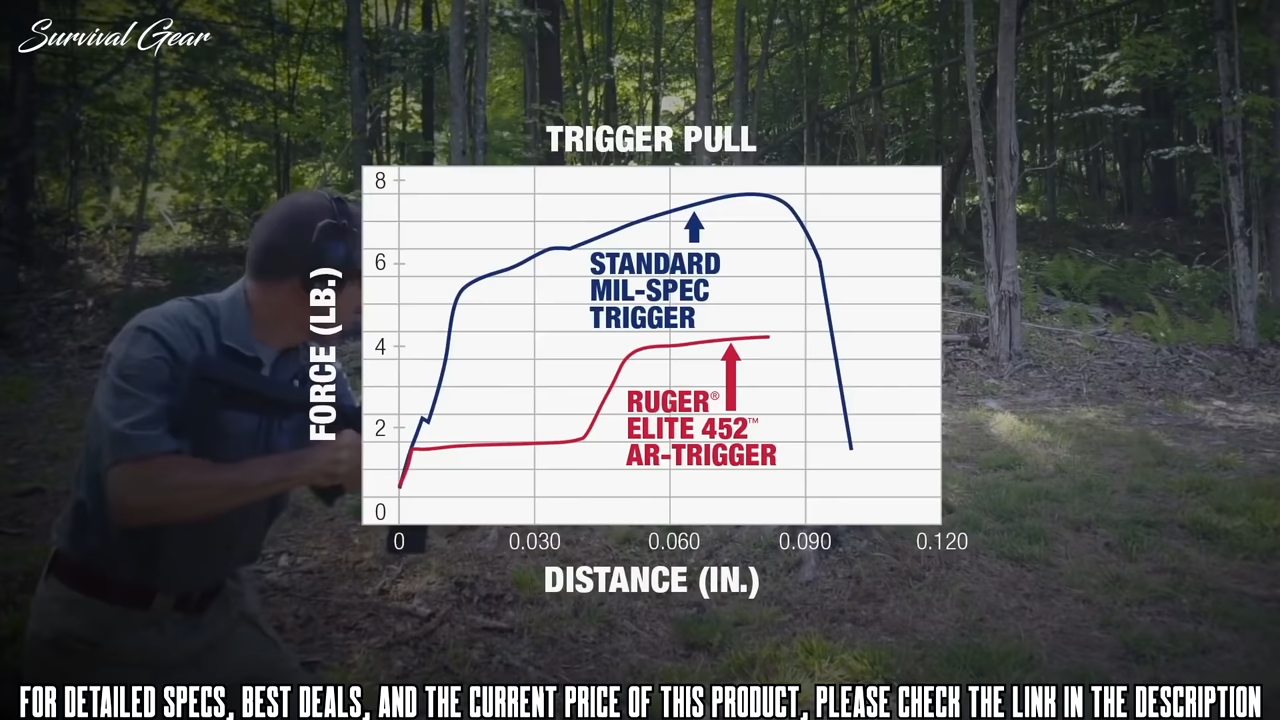 Survival Gear
TRIGGER PULL
8
6
4
2
0
FORCE (LB.)
STANDARD
MIL-SPEC
TRIGGER
RUGER®
ELITE 452™
AR-TRIGGER
0 0.030 0.060 0.090 0.120
DISTANCE (IN.)
FOR DETAILED SPECS, BEST DEALS, AND THE CURRENT PRICE OF THIS PRODUCT, PLEASE CHECK THE LINK IN THE DESCRIPTION